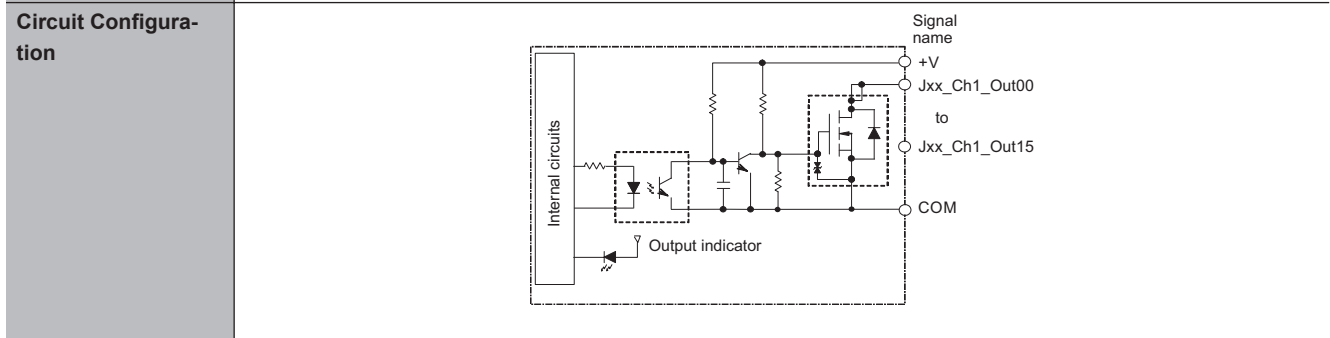 Circuit Configura-
tion
Signal
name
+V
Jxx_Ch1_Out00
to
Jxx_Ch1_Out15
COM
Internal circuits
Output indicator